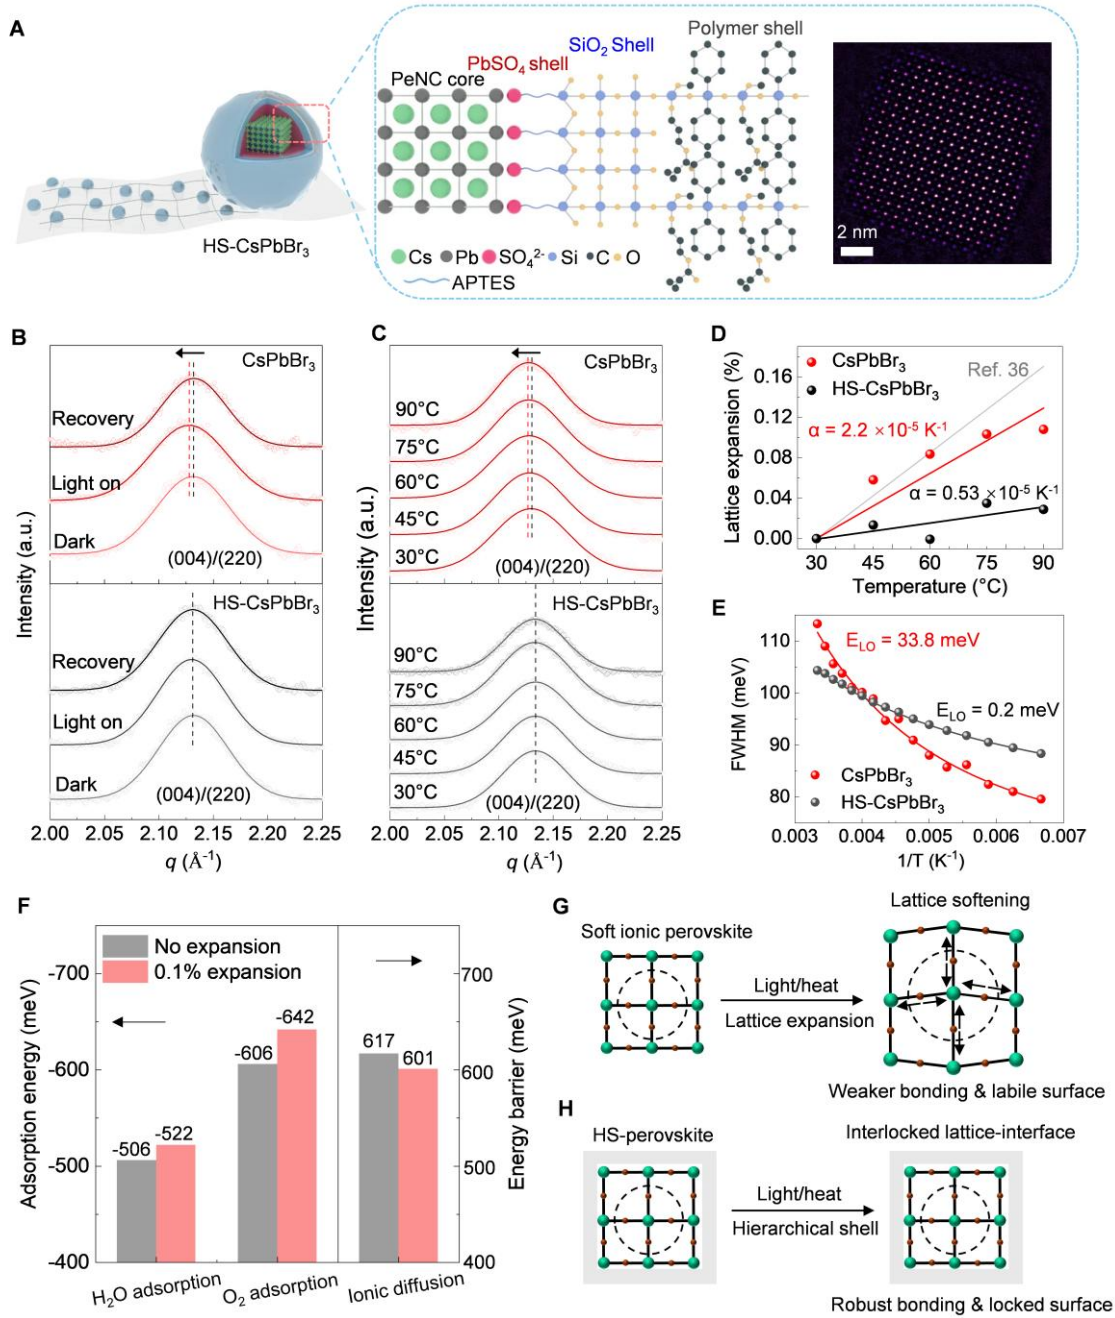 A
HS-CsPbBr3
PeNC core
PbSO4 shell
SiO2 Shell
Polymer shell
Cs Pb SO4 2- Si C O
APTES
2 nm
B
CsPbBr3
Recovery
Light on
Dark
(004)/(220)
HS-CsPbBr3
Recovery
Light on
Dark
(004)/(220)
Intensity (a.u.)
2.00 2.05 2.10 2.15 2.20 2.25
q (Å-1)
C
CsPbBr3
90°C
75°C
60°C
45°C
30°C
(004)/(220)
HS-CsPbBr3
90°C
75°C
60°C
45°C
30°C
(004)/(220)
Intensity (a.u.)
2.00 2.05 2.10 2.15 2.20 2.25
q (Å-1)
D
CsPbBr3
HS-CsPbBr3
Ref. 36
α = 2.2 ×10-5 K-1
α = 0.53 ×10-5 K-1
Lattice expansion (%)
0.16
0.12
0.08
0.04
0.00
30 45 60 75 90
Temperature (°C)
E
ELO = 33.8 meV
ELO = 0.2 meV
CsPbBr3
HS-CsPbBr3
FWHM (meV)
110
100
90
80
0.003 0.004 0.005 0.006 0.007
1/T (K-1)
F
No expansion
0.1% expansion
Adsorption energy (meV)
-700
-600
-500
-400
-506
-522
-606
-642
617
601
700
600
500
400
Energy barrier (meV)
H2O adsorption
O2 adsorption
Ionic diffusion
G
Soft ionic perovskite
Light/heat
Lattice expansion
Lattice softening
Weaker bonding & labile surface
H
HS-perovskite
Light/heat
Hierarchical shell
Interlocked lattice-interface
Robust bonding & locked surface